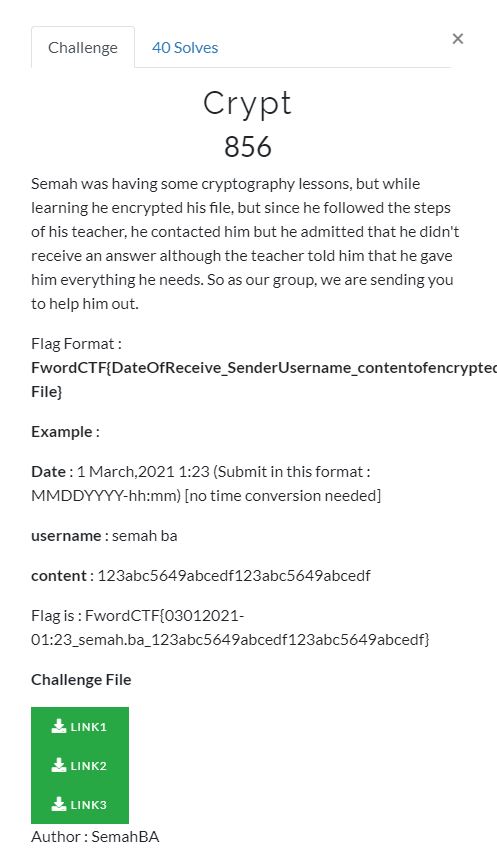 Challenge
40 Solves
×
Crypt
856
Semah was having some cryptography lessons, but while
learning he encrypted his file, but since he followed the steps
of his teacher, he contacted him but he admitted that he didn't
receive an answer although the teacher told him that he gave
him everything he needs. So as our group, we are sending you
to help him out.
Flag Format :
FwordCTF{DateOfReceive_SenderUsername_contentofencrypted
File}
Example :
Date : 1 March,2021 1:23 (Submit in this format :
MMDDYYYY-hh:mm) [no time conversion needed]
username : semah ba
content : 123abc5649abcedf123abc5649abcedf
Flag is : FwordCTF{03012021-
01:23_semah.ba_123abc5649abcedf123abc5649abcedf}
Challenge File
LINK1
LINK2
LINK3
Author : SemahBA